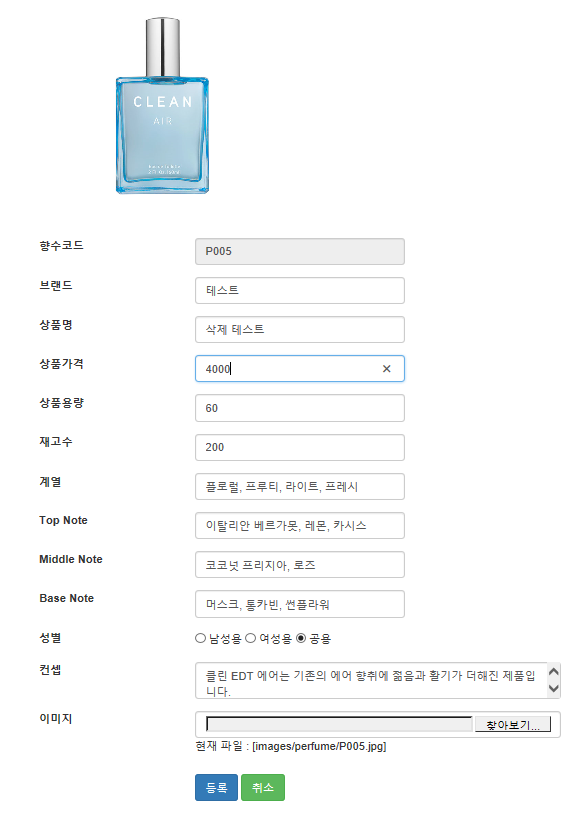 CLEAN
AIR
향수코드 P005
브랜드 테스트
상품명 삭제 테스트
상품가격 4000
상품용량 60
재고수 200
계열 플로럴, 프루티, 라이트, 프레시
Top Note 이탈리안 베르가못, 레몬, 카시스
Middle Note 코코넛 프리지아, 로즈
Base Note 머스크, 통카빈, 썬플라워
성별 남성용 여성용 공용
컨셉 클린 EDT 에어는 기존의 에어 향취에 젊음과 활기가 더해진 제품입
니다.
이미지 찾아보기...
현재 파일 : [images/perfume/P005.jpg]
등록 취소